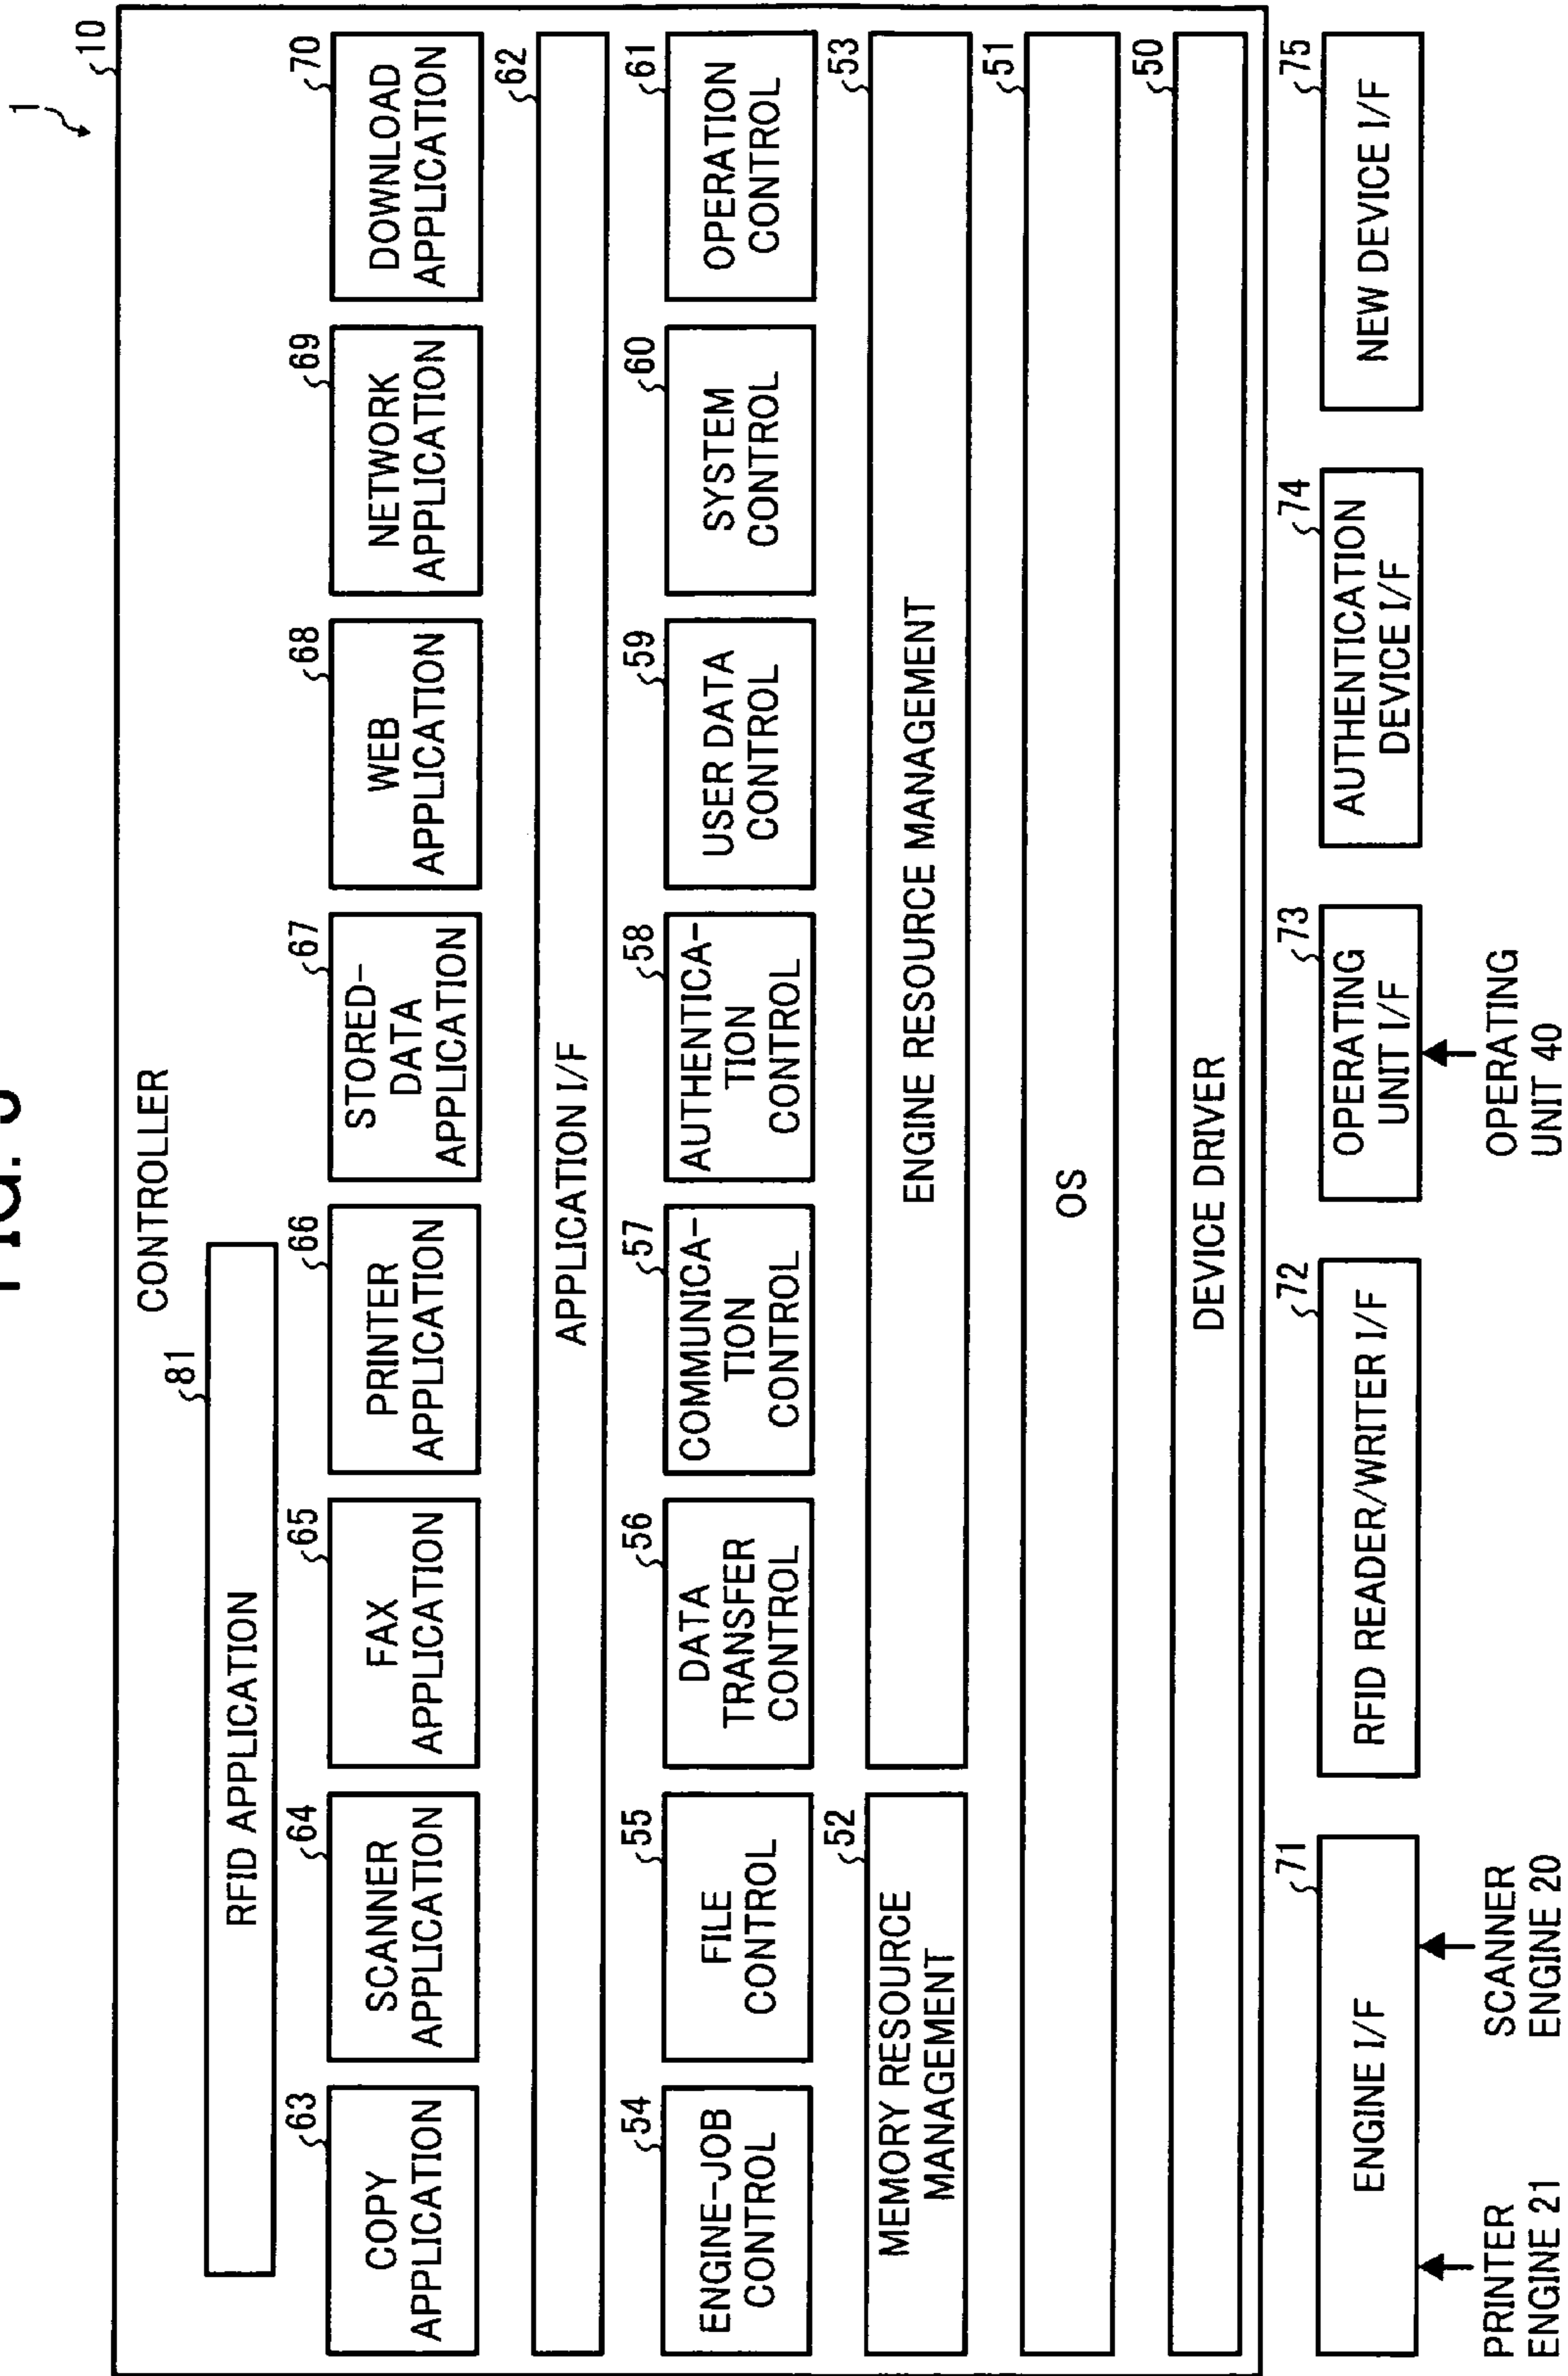 1
10
CONTROLLER
81
RFID APPLICATION
63
COPY
APPLICATION
64
SCANNER
APPLICATION
65
FAX
APPLICATION
66
PRINTER
APPLICATION
67
STORED-
DATA
APPLICATION
68
WEB
APPLICATION
69
NETWORK
APPLICATION
70
DOWNLOAD
APPLICATION
62
APPLICATION I/F
54
ENGINE-JOB
CONTROL
55
FILE
CONTROL
56
DATA
TRANSFER
CONTROL
57
COMMUNICA-
TION
CONTROL
58
AUTHENTICA-
TION
CONTROL
59
USER DATA
CONTROL
60
SYSTEM
CONTROL
61
OPERATION
CONTROL
52
MEMORY RESOURCE
MANAGEMENT
53
ENGINE RESOURCE MANAGEMENT
51
OS
50
DEVICE DRIVER
71
ENGINE I/F
72
RFID READER/WRITER I/F
73
OPERATING
UNIT I/F
74
AUTHENTICATION
DEVICE I/F
75
NEW DEVICE I/F
PRINTER
ENGINE 21
SCANNER
ENGINE 20
OPERATING
UNIT 40